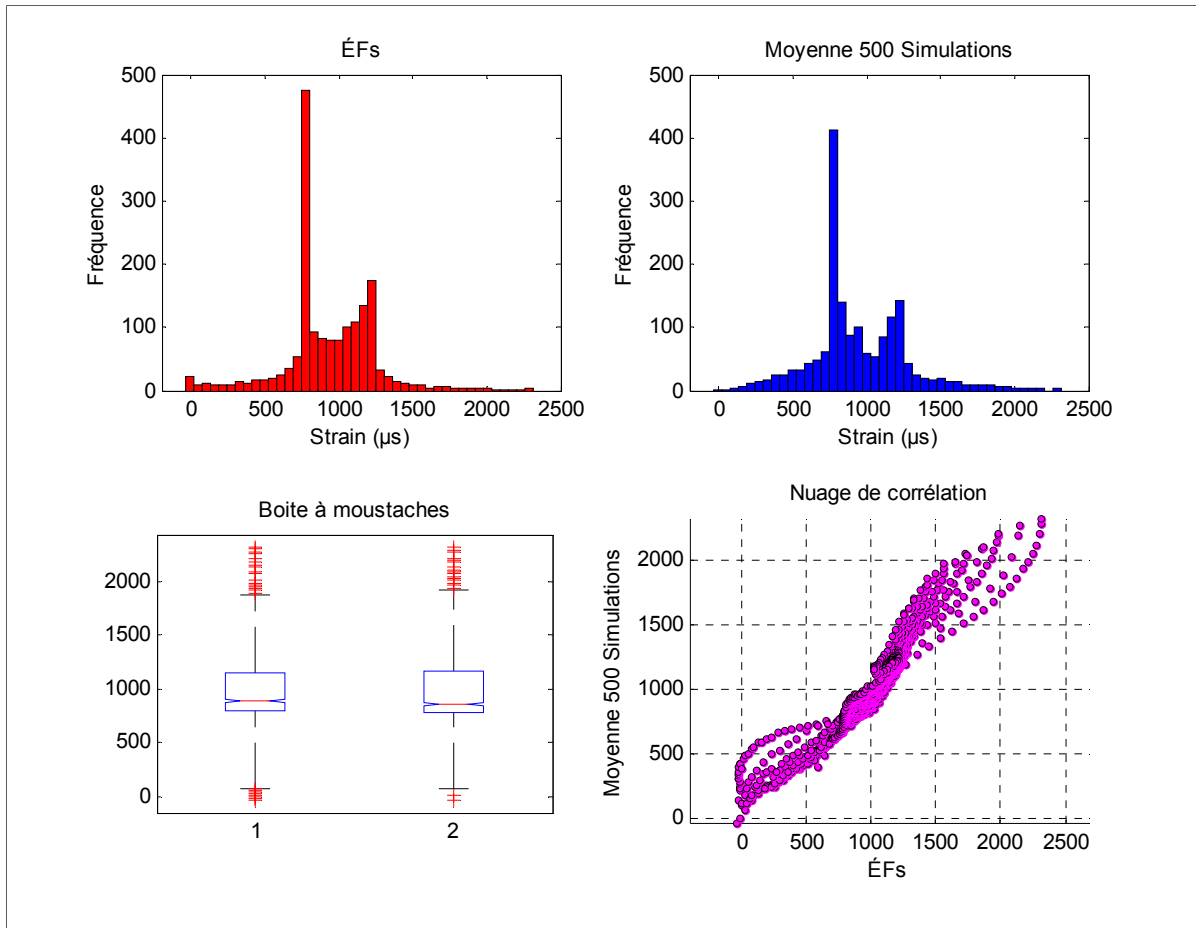 ÉFs
500
400
300
200
100
0
Fréquence
0 500 1000 1500 2000 2500
Strain (µs)
Moyenne 500 Simulations
500
400
300
200
100
0
Fréquence
0 500 1000 1500 2000 2500
Strain (µs)
Boite à moustaches
2000
1500
1000
500
0
1 2
Nuage de corrélation
2000
1500
1000
500
0
Moyenne 500 Simulations
0 500 1000 1500 2000 2500
ÉFs